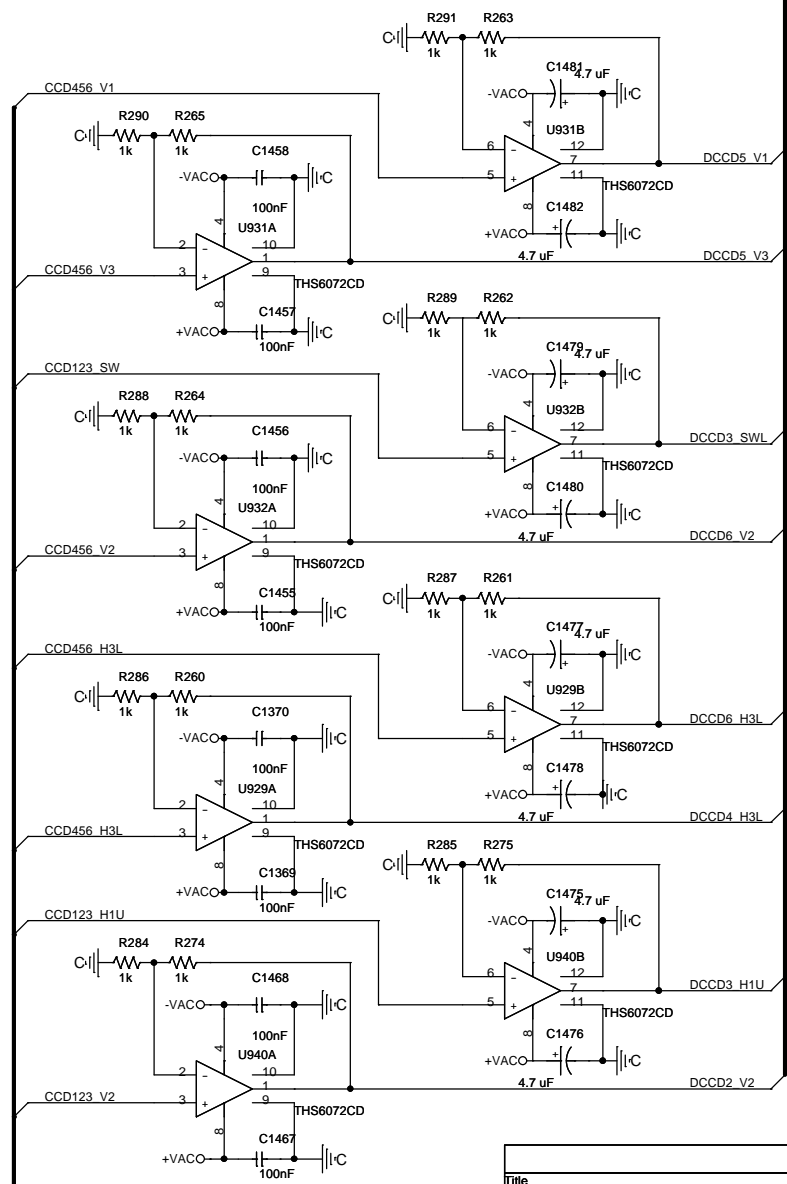 R291 R263
C
1k 1k
C1481
4.7 uF
CCD456_V1
-VAC C
4
R290 R265
U931B
C
1k 1k
C1458
6 − 12
7 DCCD5_V1
5 + 11
THS6072CD
-VAC C
8
100nF
C1482
4
U931A
+VAC C
2 − 10
4.7 uF
1 DCCD5_V3
CCD456_V3
3 + 9
THS6072CD
8
R289 R262
C1457
C
1k 1k
+VAC C
100nF
C1479
4.7 uF
CCD123_SW
-VAC C
4
R288 R264
U932B
C
1k 1k
C1456
6 − 12
7 DCCD3_SWL
5 + 11
THS6072CD
-VAC C
8
100nF
C1480
4
U932A
+VAC C
2 − 10
4.7 uF
1 DCCD6_V2
CCD456_V2
3 + 9
THS6072CD
8
R287 R261
C1455
C
1k 1k
+VAC C
100nF
C1477
4.7 uF
CCD456_H3L
-VAC C
4
R286 R260
U929B
C
1k 1k
C1370
6 − 12
7 DCCD6_H3L
5 + 11
THS6072CD
-VAC C
8
100nF
C1478
4
U929A
+VAC C
2 − 10
4.7 uF
1 DCCD4_H3L
CCD456_H3L
3 + 9
THS6072CD
8
R285 R275
C1369
C
1k 1k
+VAC C
100nF
C1475
4.7 uF
CCD123_H1U
-VAC C
4
R284 R274
U940B
C
1k 1k
C1468
6 − 12
7 DCCD3_H1U
5 + 11
THS6072CD
-VAC C
8
100nF
C1476
4
U940A
+VAC C
2 − 10
4.7 uF
1 DCCD2_V2
CCD123_V2
3 + 9
THS6072CD
8
C1467
+VAC C
100nF
Title